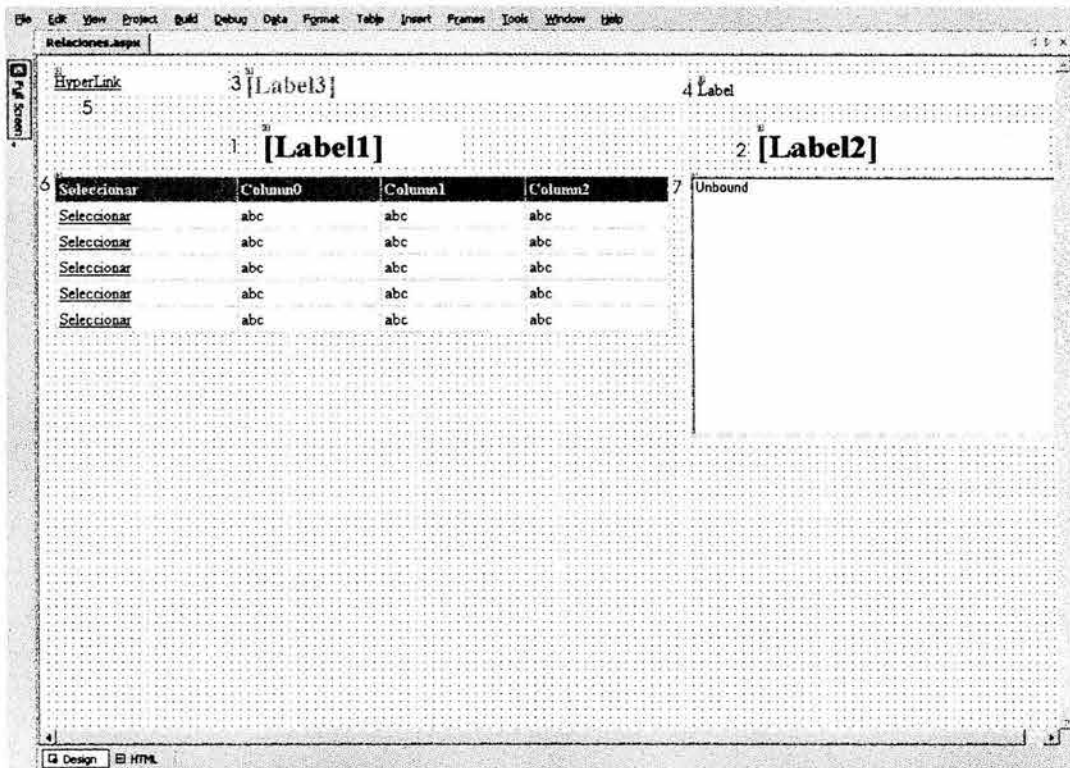 File Edit View Project Build Debug Data Format Table Insert Frames Tools Window Help
Relaciones.aspx
Full Screen
HyperLink 3 [Label3] 4 Label
5
1 [Label1] 2 [Label2]
6 Seleccionar Column0 Column1 Column2 7 Unbound
Seleccionar abc abc abc
Seleccionar abc abc abc
Seleccionar abc abc abc
Seleccionar abc abc abc
Seleccionar abc abc abc
Design HTML